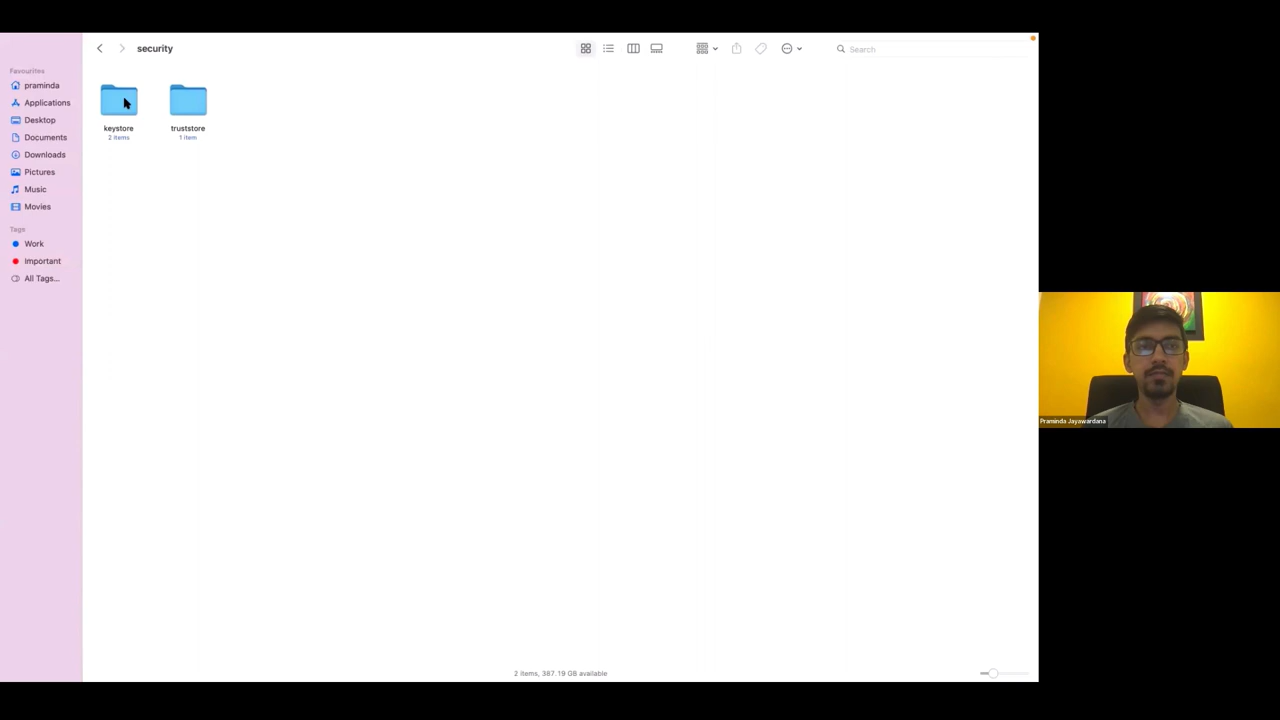 security
Search
Favourites
praminda
Applications
Desktop
Documents
Downloads
Pictures
Music
Movies
Tags
Work
Important
All Tags...
keystore
2 items
truststore
1 item
2 items, 387.19 GB available
Praminda Jayawardana